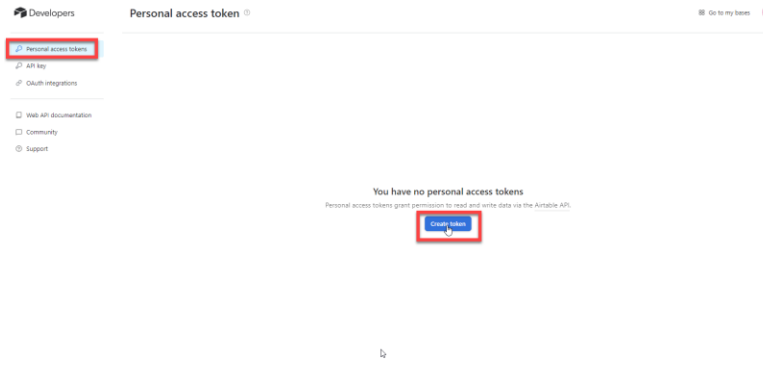 Developers
Personal access token
Go to my bases
Personal access tokens
API key
OAuth integrations
Web API documentation
Community
Support
You have no personal access tokens
Personal access tokens grant permission to read and write data via the Airtable API.
Create token